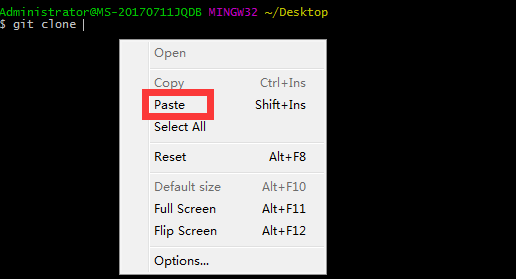 Administrator@MS-20170711JQDB MINGW32 ~/Desktop
$ git clone
Open
Copy Ctrl+Ins
Paste Shift+Ins
Select All
Reset Alt+F8
Default size Alt+F10
Full Screen Alt+F11
Flip Screen Alt+F12
Options...